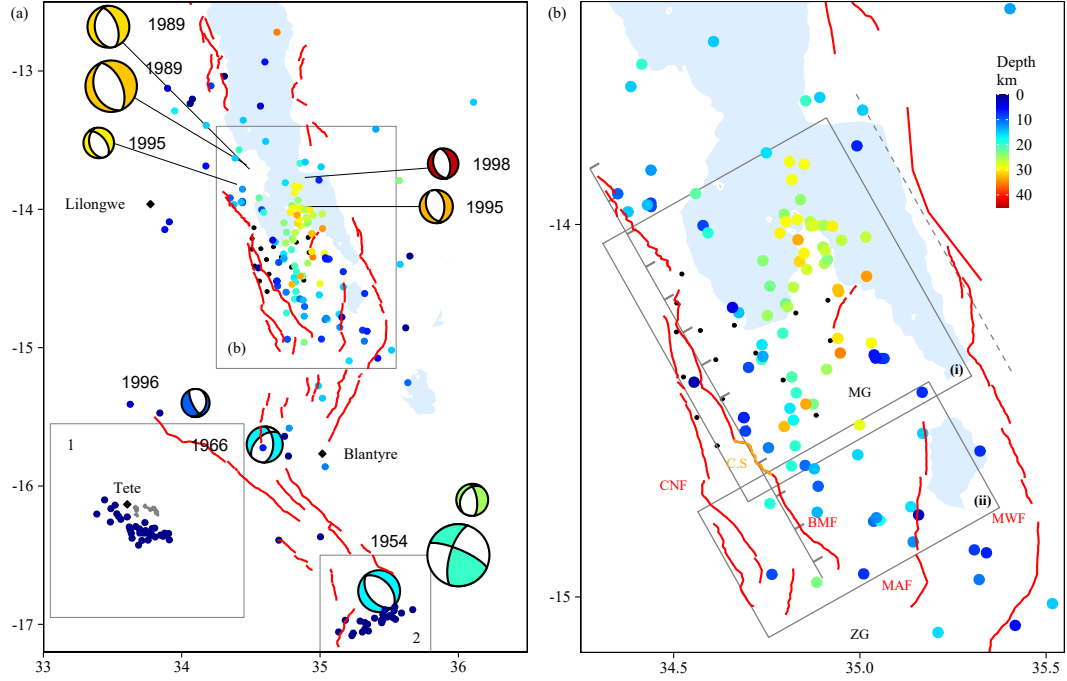 (a)
-13
-14
-15
-16
-17
33
34
35
36
1989
1989
1995
1998
1995
Lilongwe
(b)
1996
1966
Blantyre
1
Tete
1954
2
(b)
-14
-15
34.5
35.0
35.5
Depth
km
0
10
20
30
40
(i)
MG
C.S
CNF
BMF
(ii)
MWF
MAF
ZG